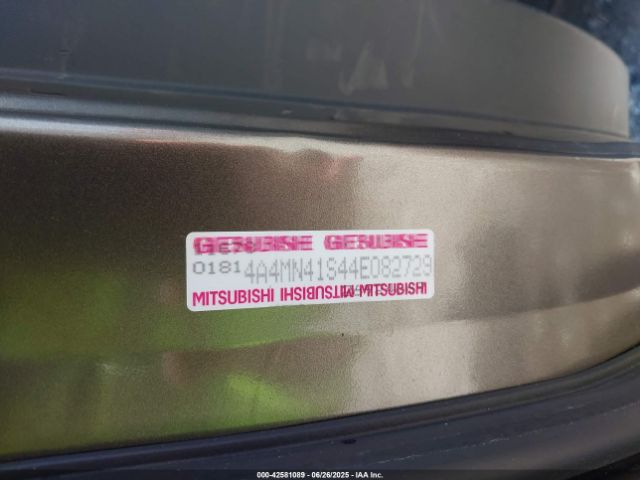 GENUINE GENUINE
0181 4A4MN41S44E082729
MITSUBISHI MITSUBISHI MITSUBISHI
000-42581089 | 06/26/2025 | IAA Inc.